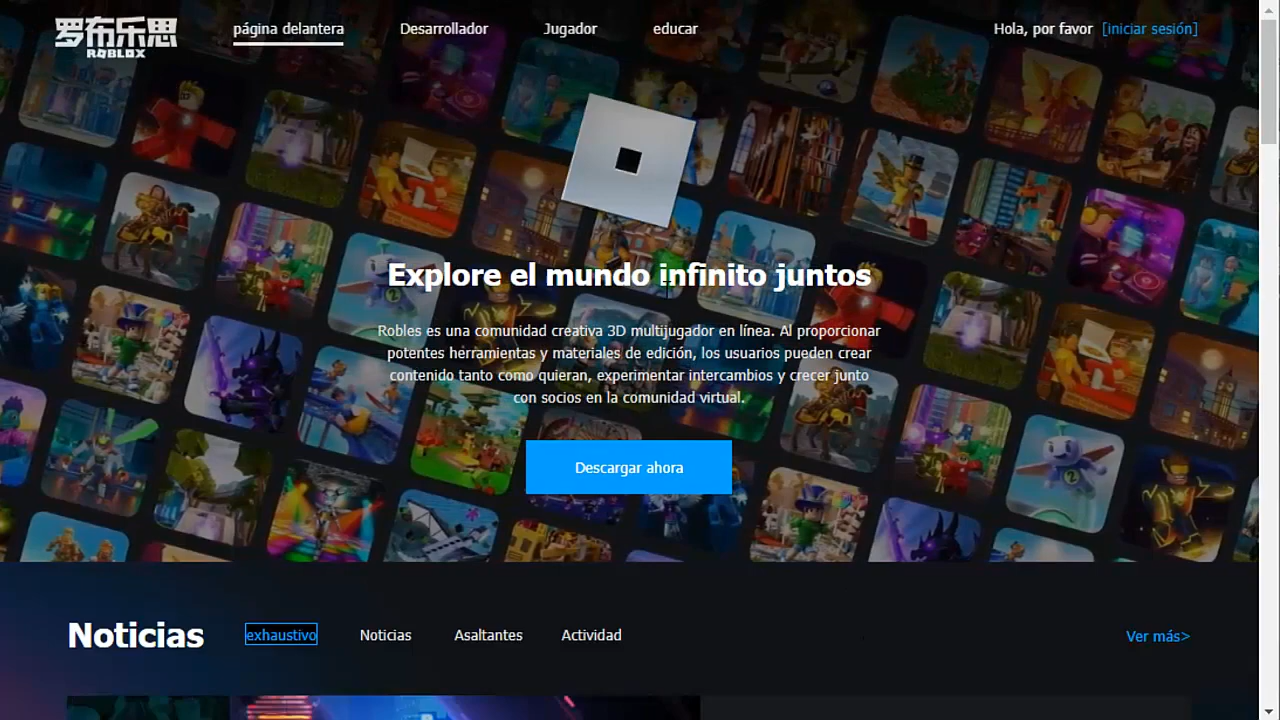 罗布乐思
ROBLOX
página delantera
Desarrollador
Jugador
educar
Hola, por favor [iniciar sesión]
Explore el mundo infinito juntos
Robles es una comunidad creativa 3D multijugador en línea. Al proporcionar
potentes herramientas y materiales de edición, los usuarios pueden crear
contenido tanto como quieran, experimentar intercambios y crecer junto
con socios en la comunidad virtual.
Descargar ahora
Noticias
exhaustivo
Noticias
Asaltantes
Actividad
Ver más>